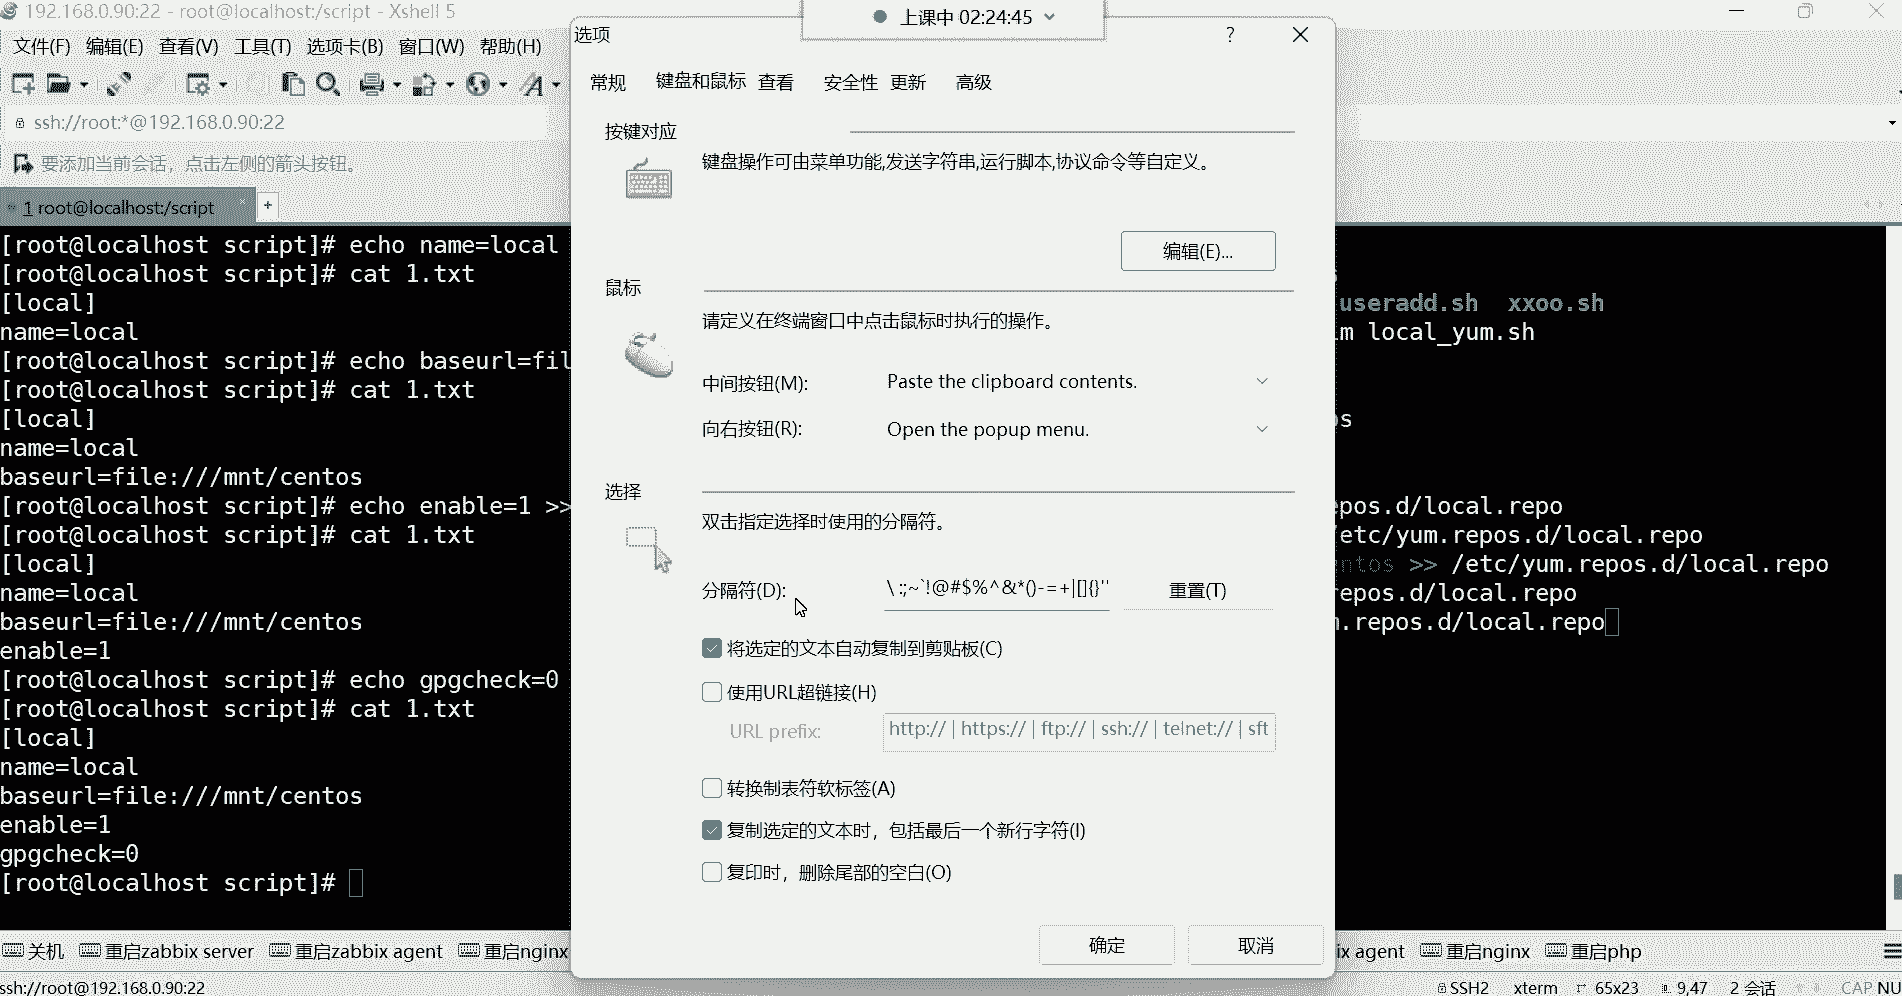 192.168.0.90:22 - root@localhost:/script - Xshell 5
上课中 02:24:45
文件(F) 编辑(E) 查看(V) 工具(T) 选项卡(B) 窗口(W) 帮助(H)
ssh://root:*@192.168.0.90:22
要添加当前会话，点击左侧的箭头按钮。
1 root@localhost:/script
+
[root@localhost script]# echo name=local
[root@localhost script]# cat 1.txt
[local]
name=local
[root@localhost script]# echo baseurl=fil
[root@localhost script]# cat 1.txt
[local]
name=local
baseurl=file:///mnt/centos
[root@localhost script]# echo enable=1 >>
[root@localhost script]# cat 1.txt
[local]
name=local
baseurl=file:///mnt/centos
enable=1
[root@localhost script]# echo gpgcheck=0
[root@localhost script]# cat 1.txt
[local]
name=local
baseurl=file:///mnt/centos
enable=1
gpgcheck=0
[root@localhost script]#
选项
?
常规 键盘和鼠标 查看 安全性 更新 高级
按键对应
键盘操作可由菜单功能,发送字符串,运行脚本,协议命令等自定义。
编辑(E)...
鼠标
请定义在终端窗口中点击鼠标时执行的操作。
中间按钮(M): Paste the clipboard contents.
向右按钮(R): Open the popup menu.
选择
双击指定选择时使用的分隔符。
分隔符(D): \ :;~`!@#$%^&*()-=+|[]{}'" 重置(T)
将选定的文本自动复制到剪贴板(C)
使用URL超链接(H)
URL prefix: http:// | https:// | ftp:// | ssh:// | telnet:// | sft
转换制表符软标签(A)
复制选定的文本时，包括最后一个新行字符(I)
复印时，删除尾部的空白(O)
确定 取消
useradd.sh xxoo.sh
m local_yum.sh
os
epos.d/local.repo
/etc/yum.repos.d/local.repo
entos >> /etc/yum.repos.d/local.repo
repos.d/local.repo
m.repos.d/local.repo
关机 重启zabbix server 重启zabbix agent 重启nginx
ix agent 重启nginx 重启php
ssh://root@192.168.0.90:22
SSH2 xterm 65x23 9,47 2 会话 CAP NU